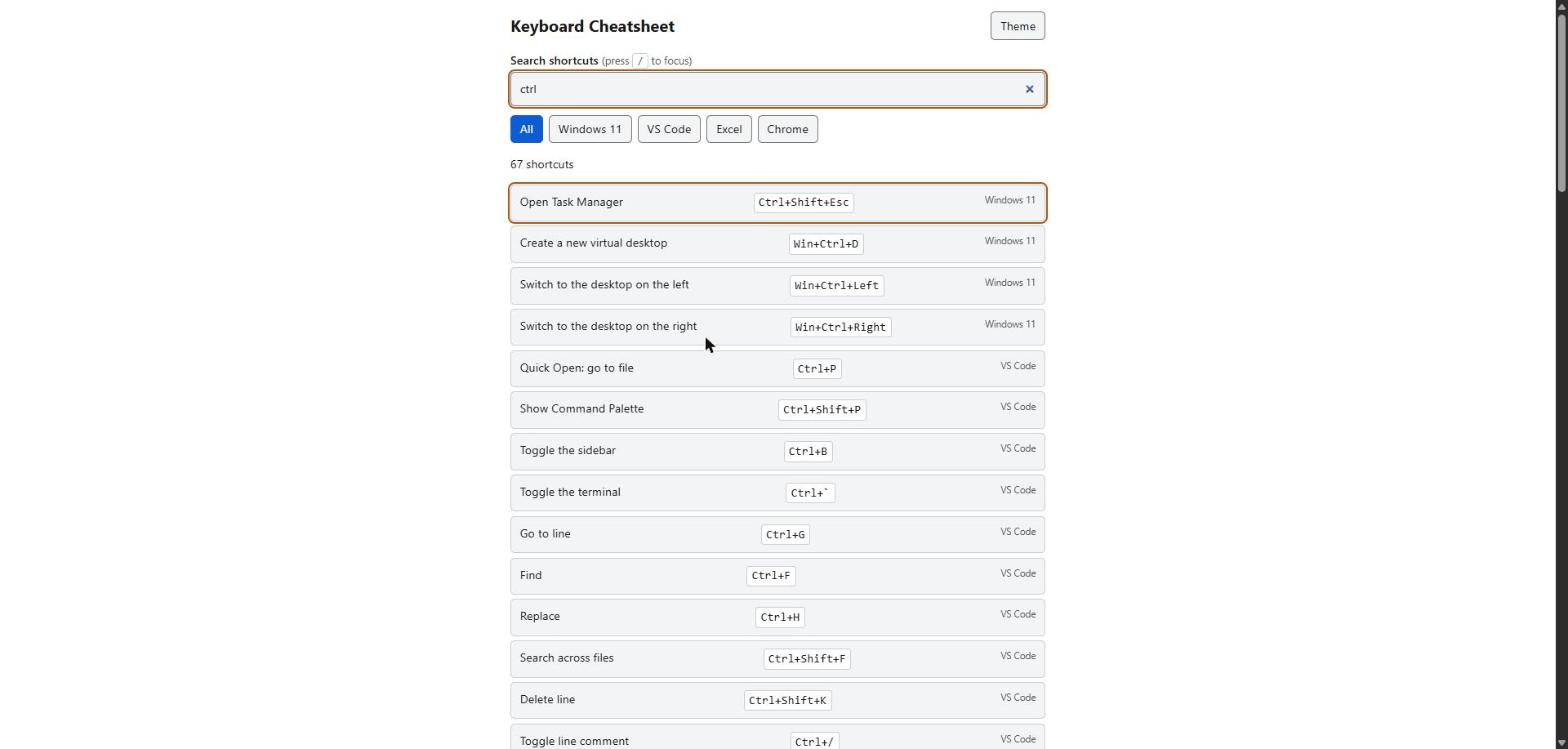 Keyboard Cheatsheet Theme
Search shortcuts (press / to focus)
ctrl ×
All Windows 11 VS Code Excel Chrome
67 shortcuts
Open Task Manager Ctrl+Shift+Esc Windows 11
Create a new virtual desktop Win+Ctrl+D Windows 11
Switch to the desktop on the left Win+Ctrl+Left Windows 11
Switch to the desktop on the right Win+Ctrl+Right Windows 11
Quick Open: go to file Ctrl+P VS Code
Show Command Palette Ctrl+Shift+P VS Code
Toggle the sidebar Ctrl+B VS Code
Toggle the terminal Ctrl+` VS Code
Go to line Ctrl+G VS Code
Find Ctrl+F VS Code
Replace Ctrl+H VS Code
Search across files Ctrl+Shift+F VS Code
Delete line Ctrl+Shift+K VS Code
Toggle line comment Ctrl+/ VS Code